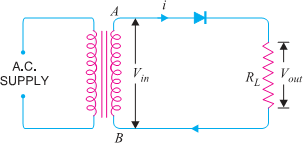 A
i
A.C.
SUPPLY
V_in
R_L
V_out
B